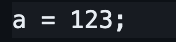 a = 123;